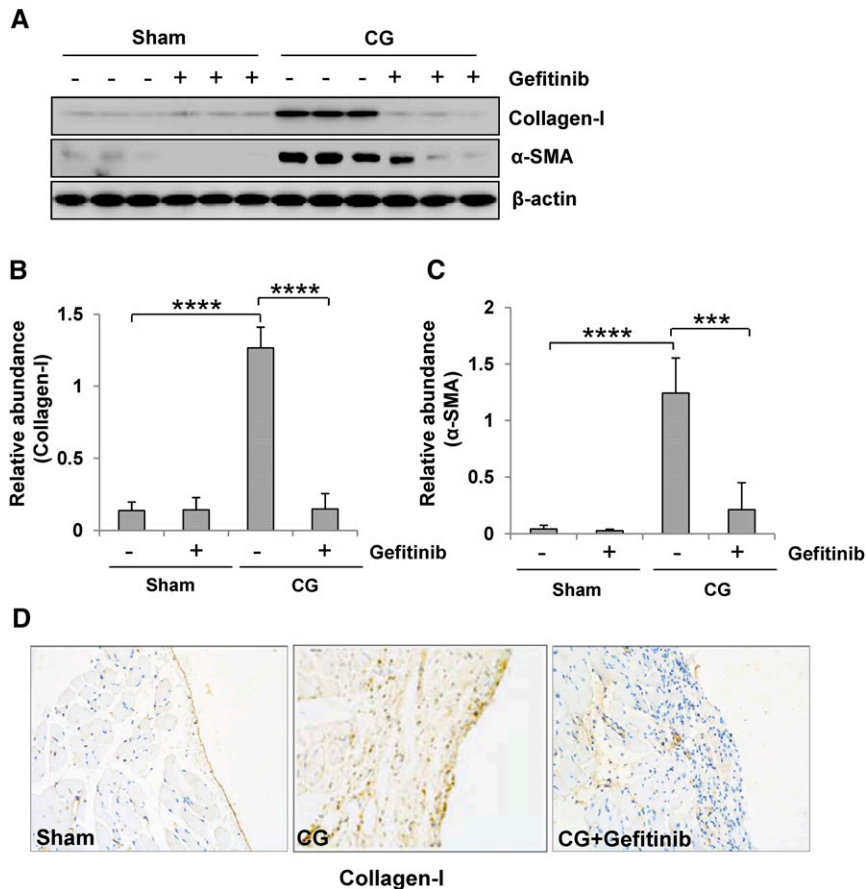 A
Sham CG
- - - + + + - - - + + + Gefitinib
Collagen-I
α-SMA
β-actin
B
**** ****
Relative abundance
(Collagen-I)
1.5
1
0.5
0
- + - + Gefitinib
Sham CG
C
**** ***
Relative abundance
(α-SMA)
2
1.5
1
0.5
0
- + - + Gefitinib
Sham CG
D
Sham CG CG+Gefitinib
Collagen-I